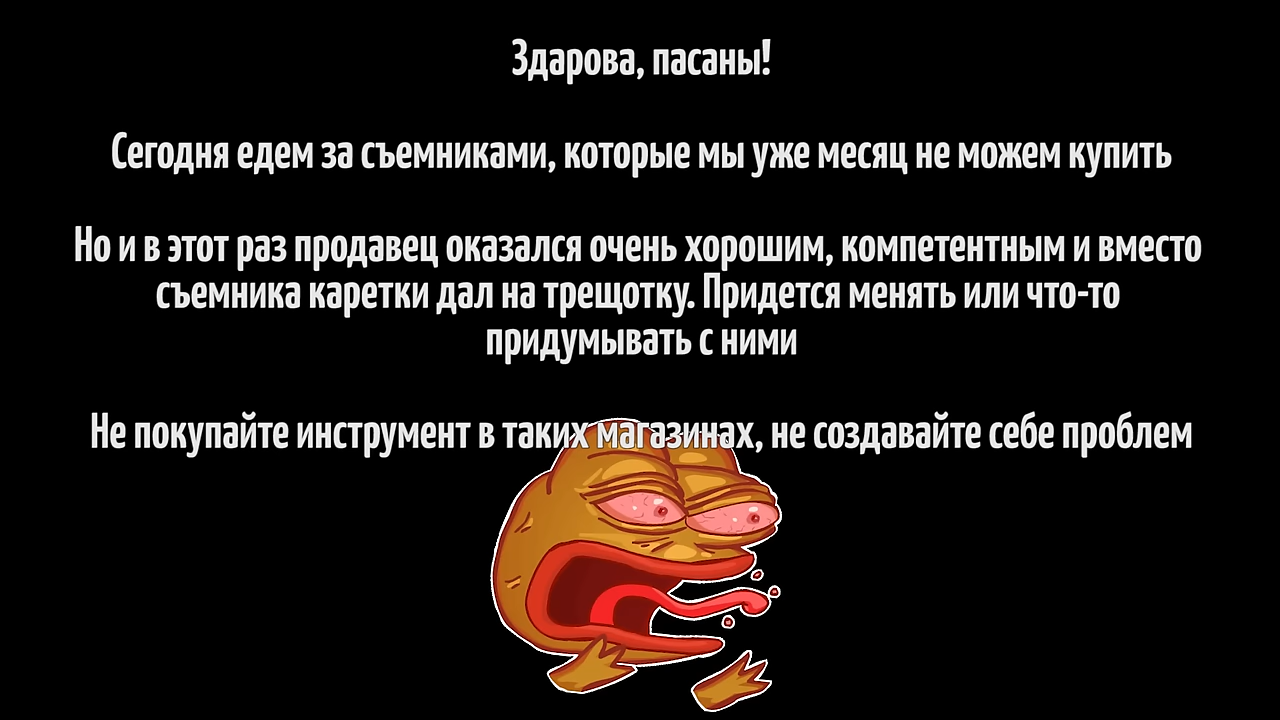 Здарова, пасаны!
Сегодня едем за съемниками, которые мы уже месяц не можем купить
Но и в этот раз продавец оказался очень хорошим, компетентным и вместо
съемника каретки дал на трещотку. Придется менять или что-то
придумывать с ними
Не покупайте инструмент в таких магазинах, не создавайте себе проблем